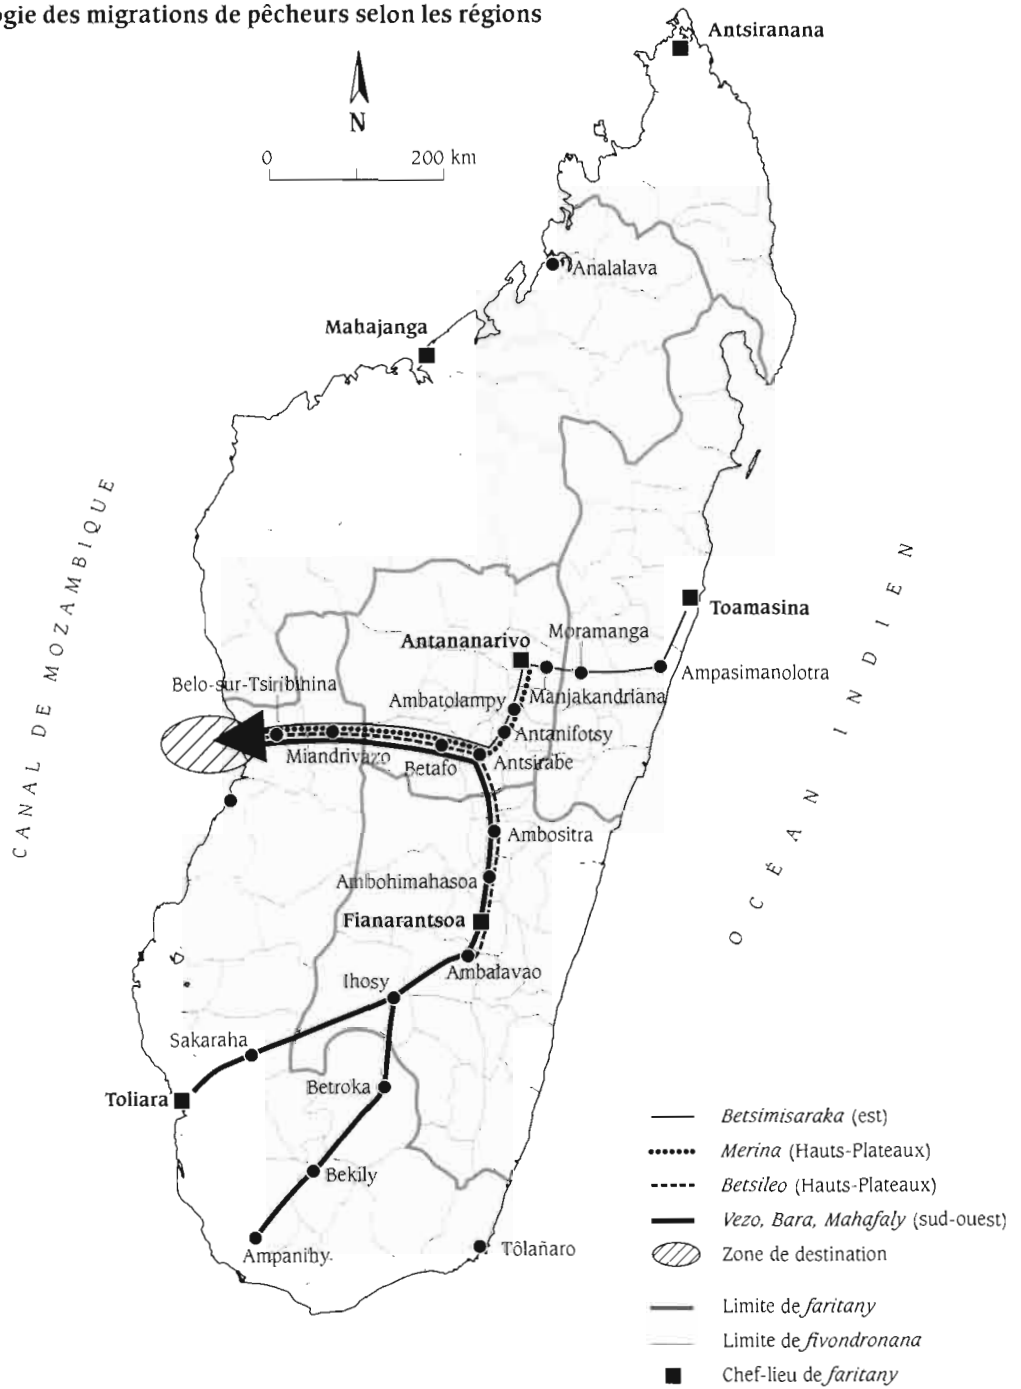 ogie des migrations de pêcheurs selon les régions
Antsiranana
N
0 200 km
Analalava
Mahajanga
CANAL DE MOZAMBIQUE
OCÉAN INDIEN
Toamasina
Moramanga
Antananarivo
Ampasimanolotra
Belo-sur-Tsiribihina
Ambatolampy
Manjakandriana
Antanifotsy
Miandrivazo
Betafo
Antsirabe
Ambositra
Ambohimahasoa
Fianarantsoa
Ambalavao
Ihosy
Sakaraha
Betroka
Toliara
Bekily
Ampanihy
Tôlañaro
Betsimisaraka (est)
Merina (Hauts-Plateaux)
Betsileo (Hauts-Plateaux)
Vezo, Bara, Mahafaly (sud-ouest)
Zone de destination
Limite de faritany
Limite de fivondronana
Chef-lieu de faritany